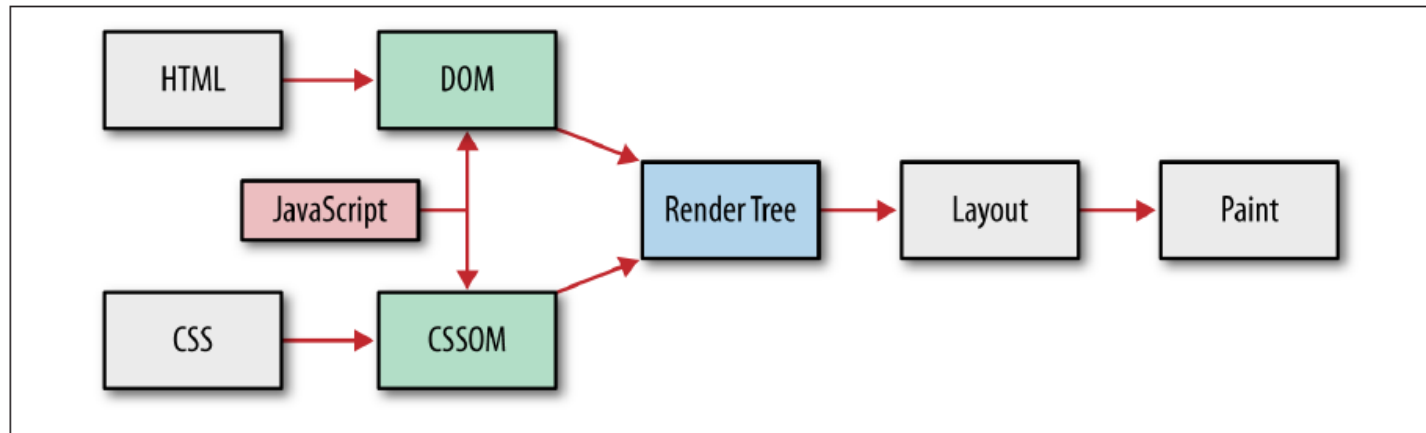 HTML
DOM
JavaScript
Render Tree
Layout
Paint
CSS
CSSOM